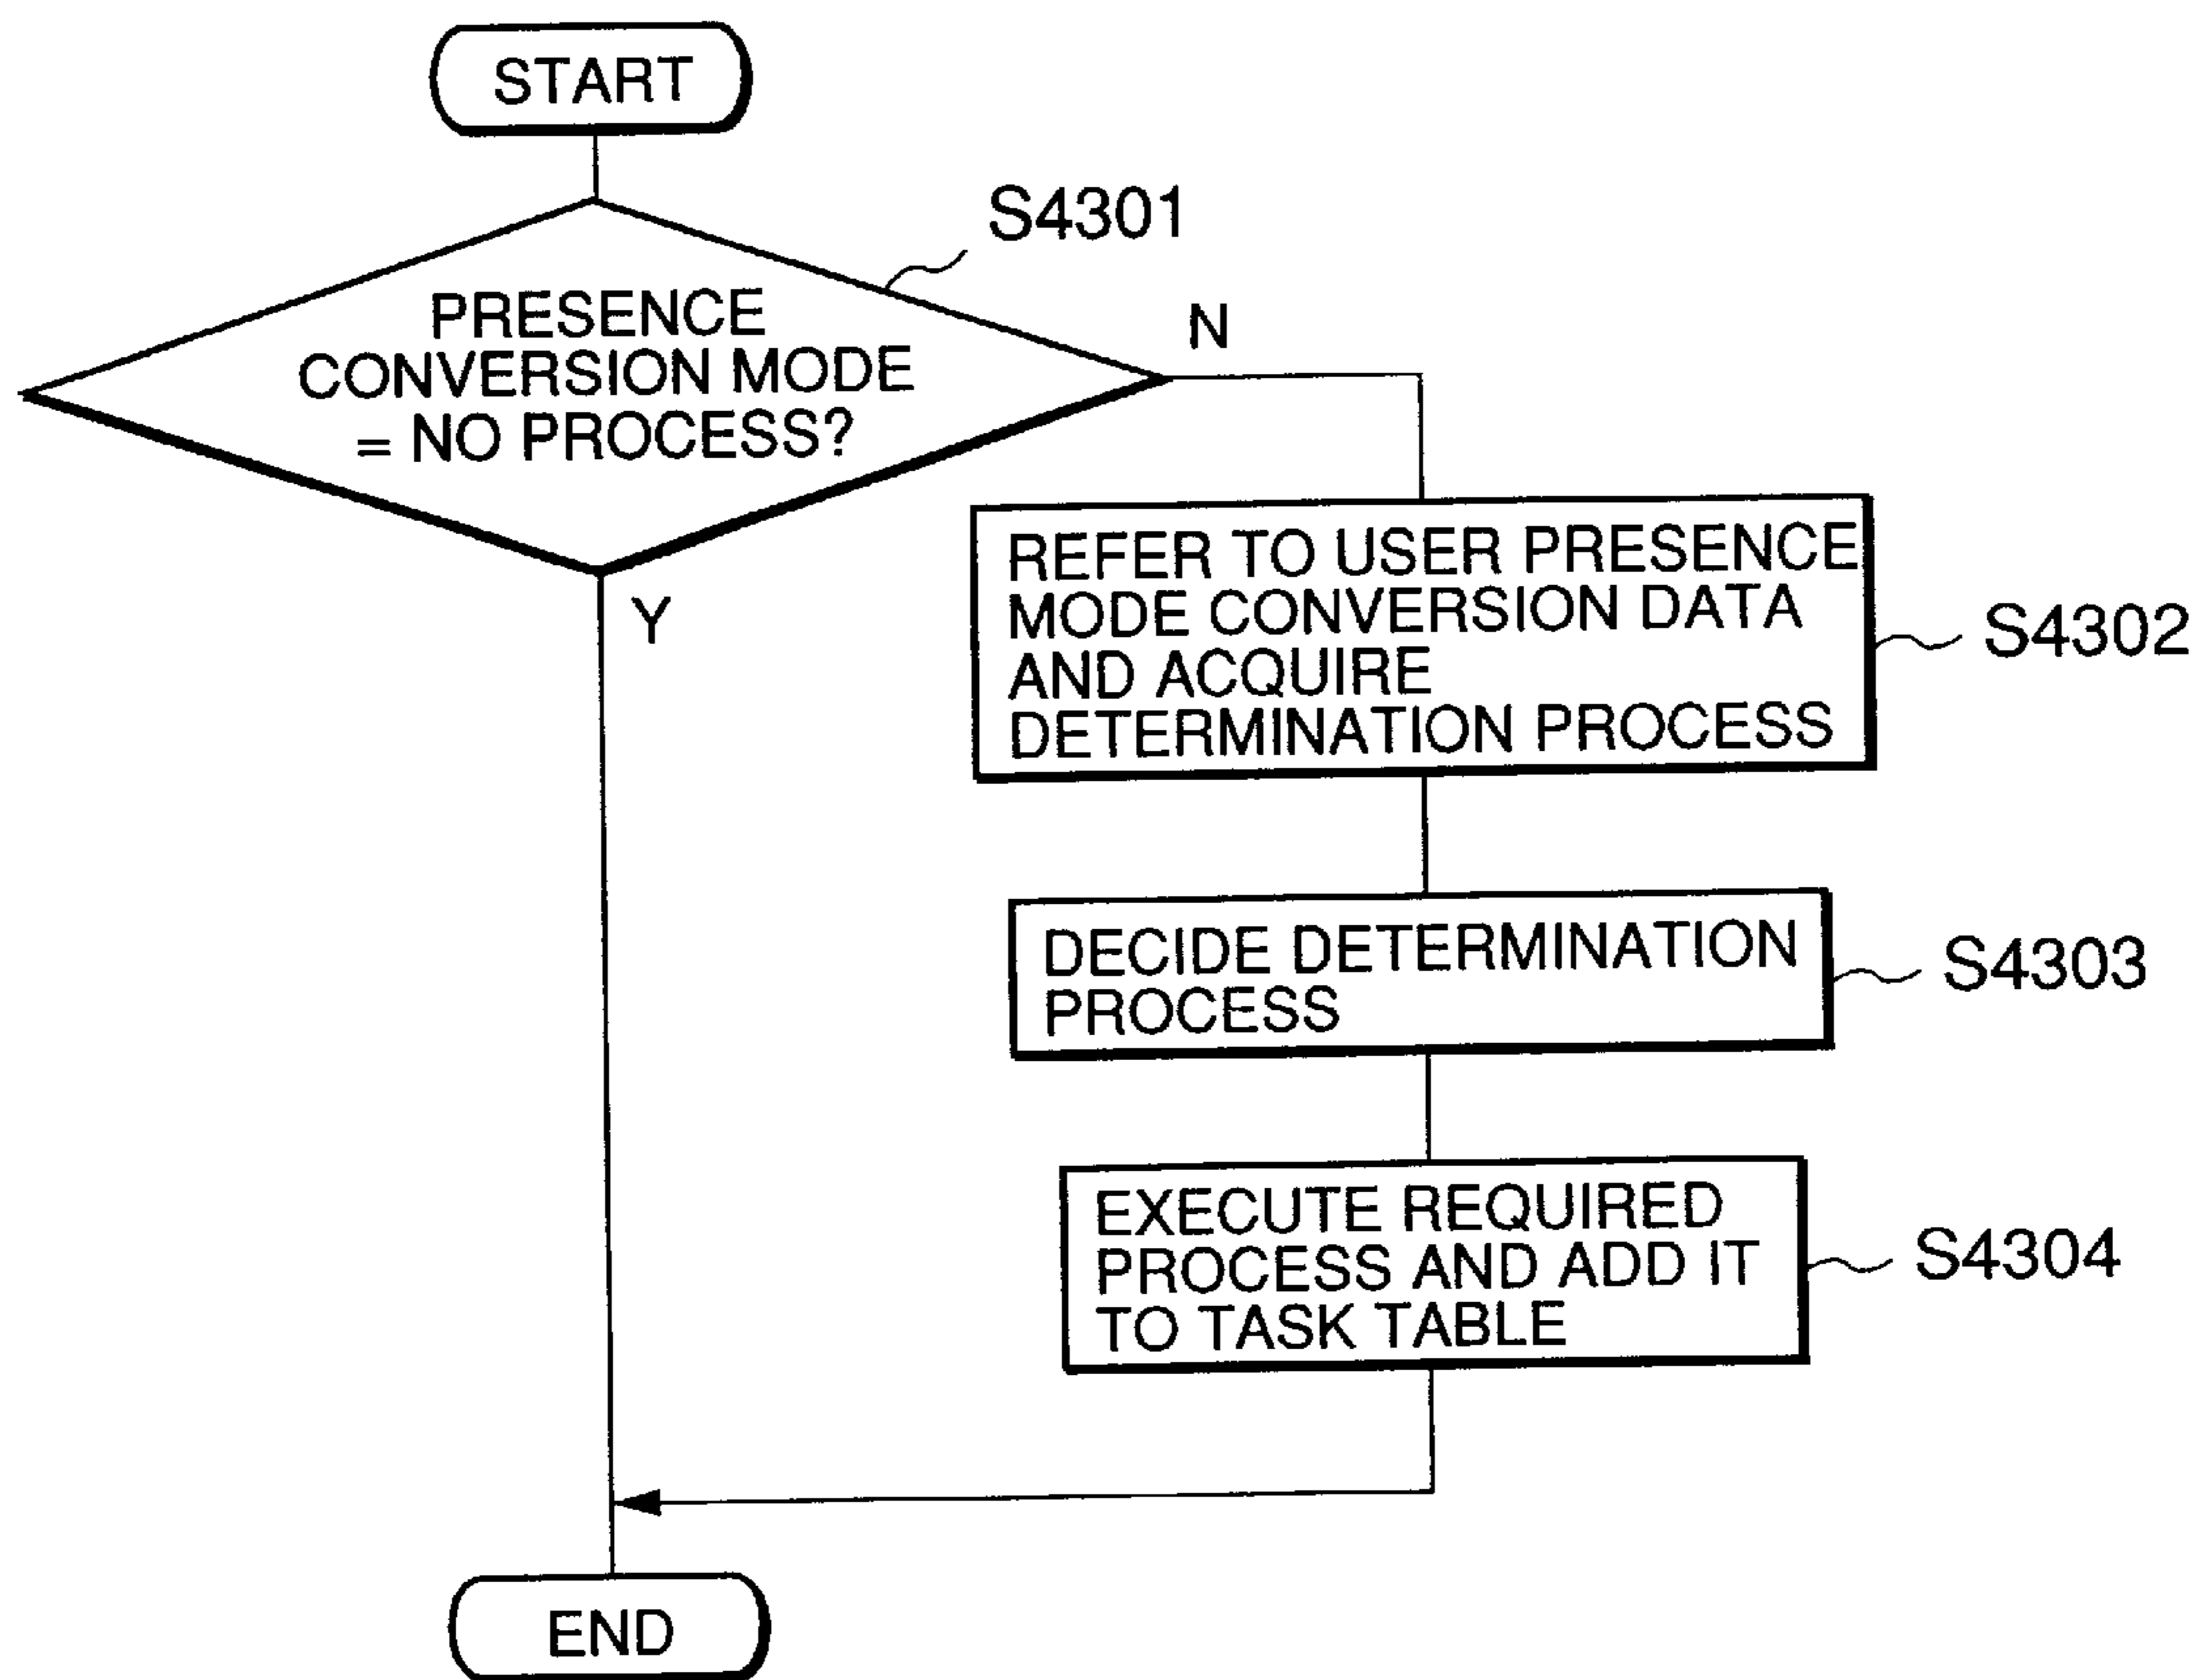 START
S4301
PRESENCE
CONVERSION MODE
= NO PROCESS?
N
Y
REFER TO USER PRESENCE
MODE CONVERSION DATA
AND ACQUIRE
DETERMINATION PROCESS
S4302
DECIDE DETERMINATION
PROCESS
S4303
EXECUTE REQUIRED
PROCESS AND ADD IT
TO TASK TABLE
S4304
END